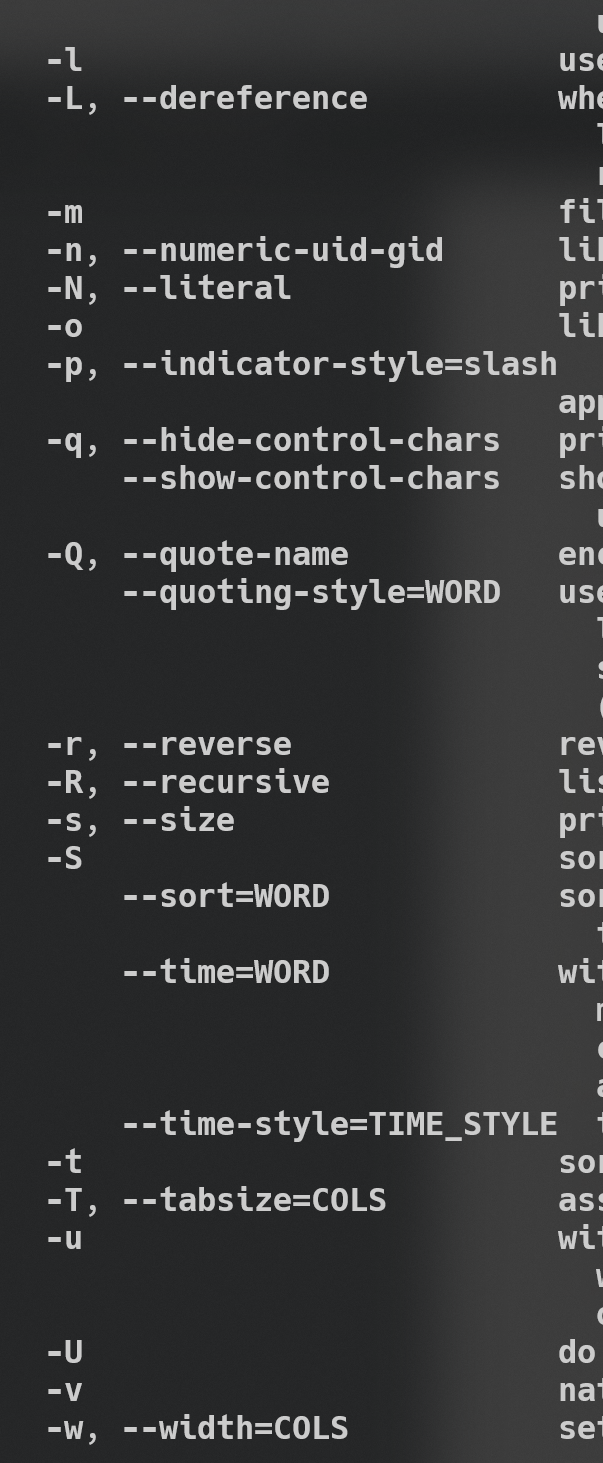 -l use
-L, --dereference whe
-m fil
-n, --numeric-uid-gid lik
-N, --literal pri
-o lik
-p, --indicator-style=slash
app
-q, --hide-control-chars pri
--show-control-chars sho
u
-Q, --quote-name enc
--quoting-style=WORD use
-r, --reverse rev
-R, --recursive lis
-s, --size pri
-S sor
--sort=WORD sor
--time=WORD wit
--time-style=TIME_STYLE t
-t sor
-T, --tabsize=COLS ass
-u wit
-U do
-v nat
-w, --width=COLS set